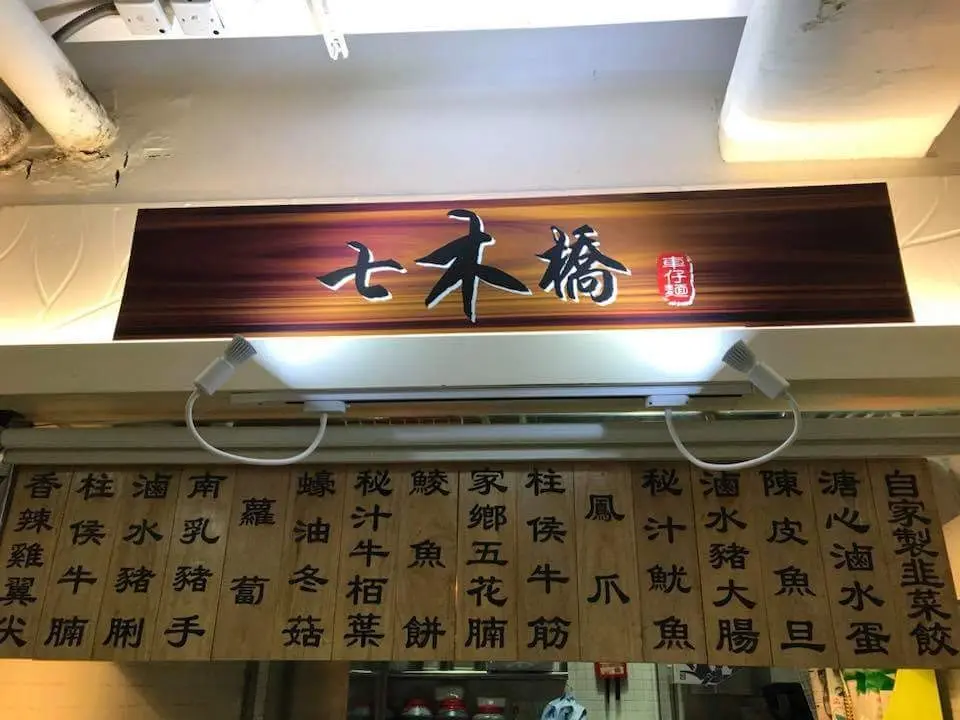 七木橋
車仔麵
香辣雞翼尖
柱侯牛腩
滷水豬脷
南乳豬手
蘿蔔
蠔油冬菇
秘汁牛栢葉
鯪魚餅
家鄉五花腩
柱侯牛筋
鳳爪
秘汁魷魚
滷水豬大腸
陳皮魚旦
溏心滷水蛋
自家製韭菜餃